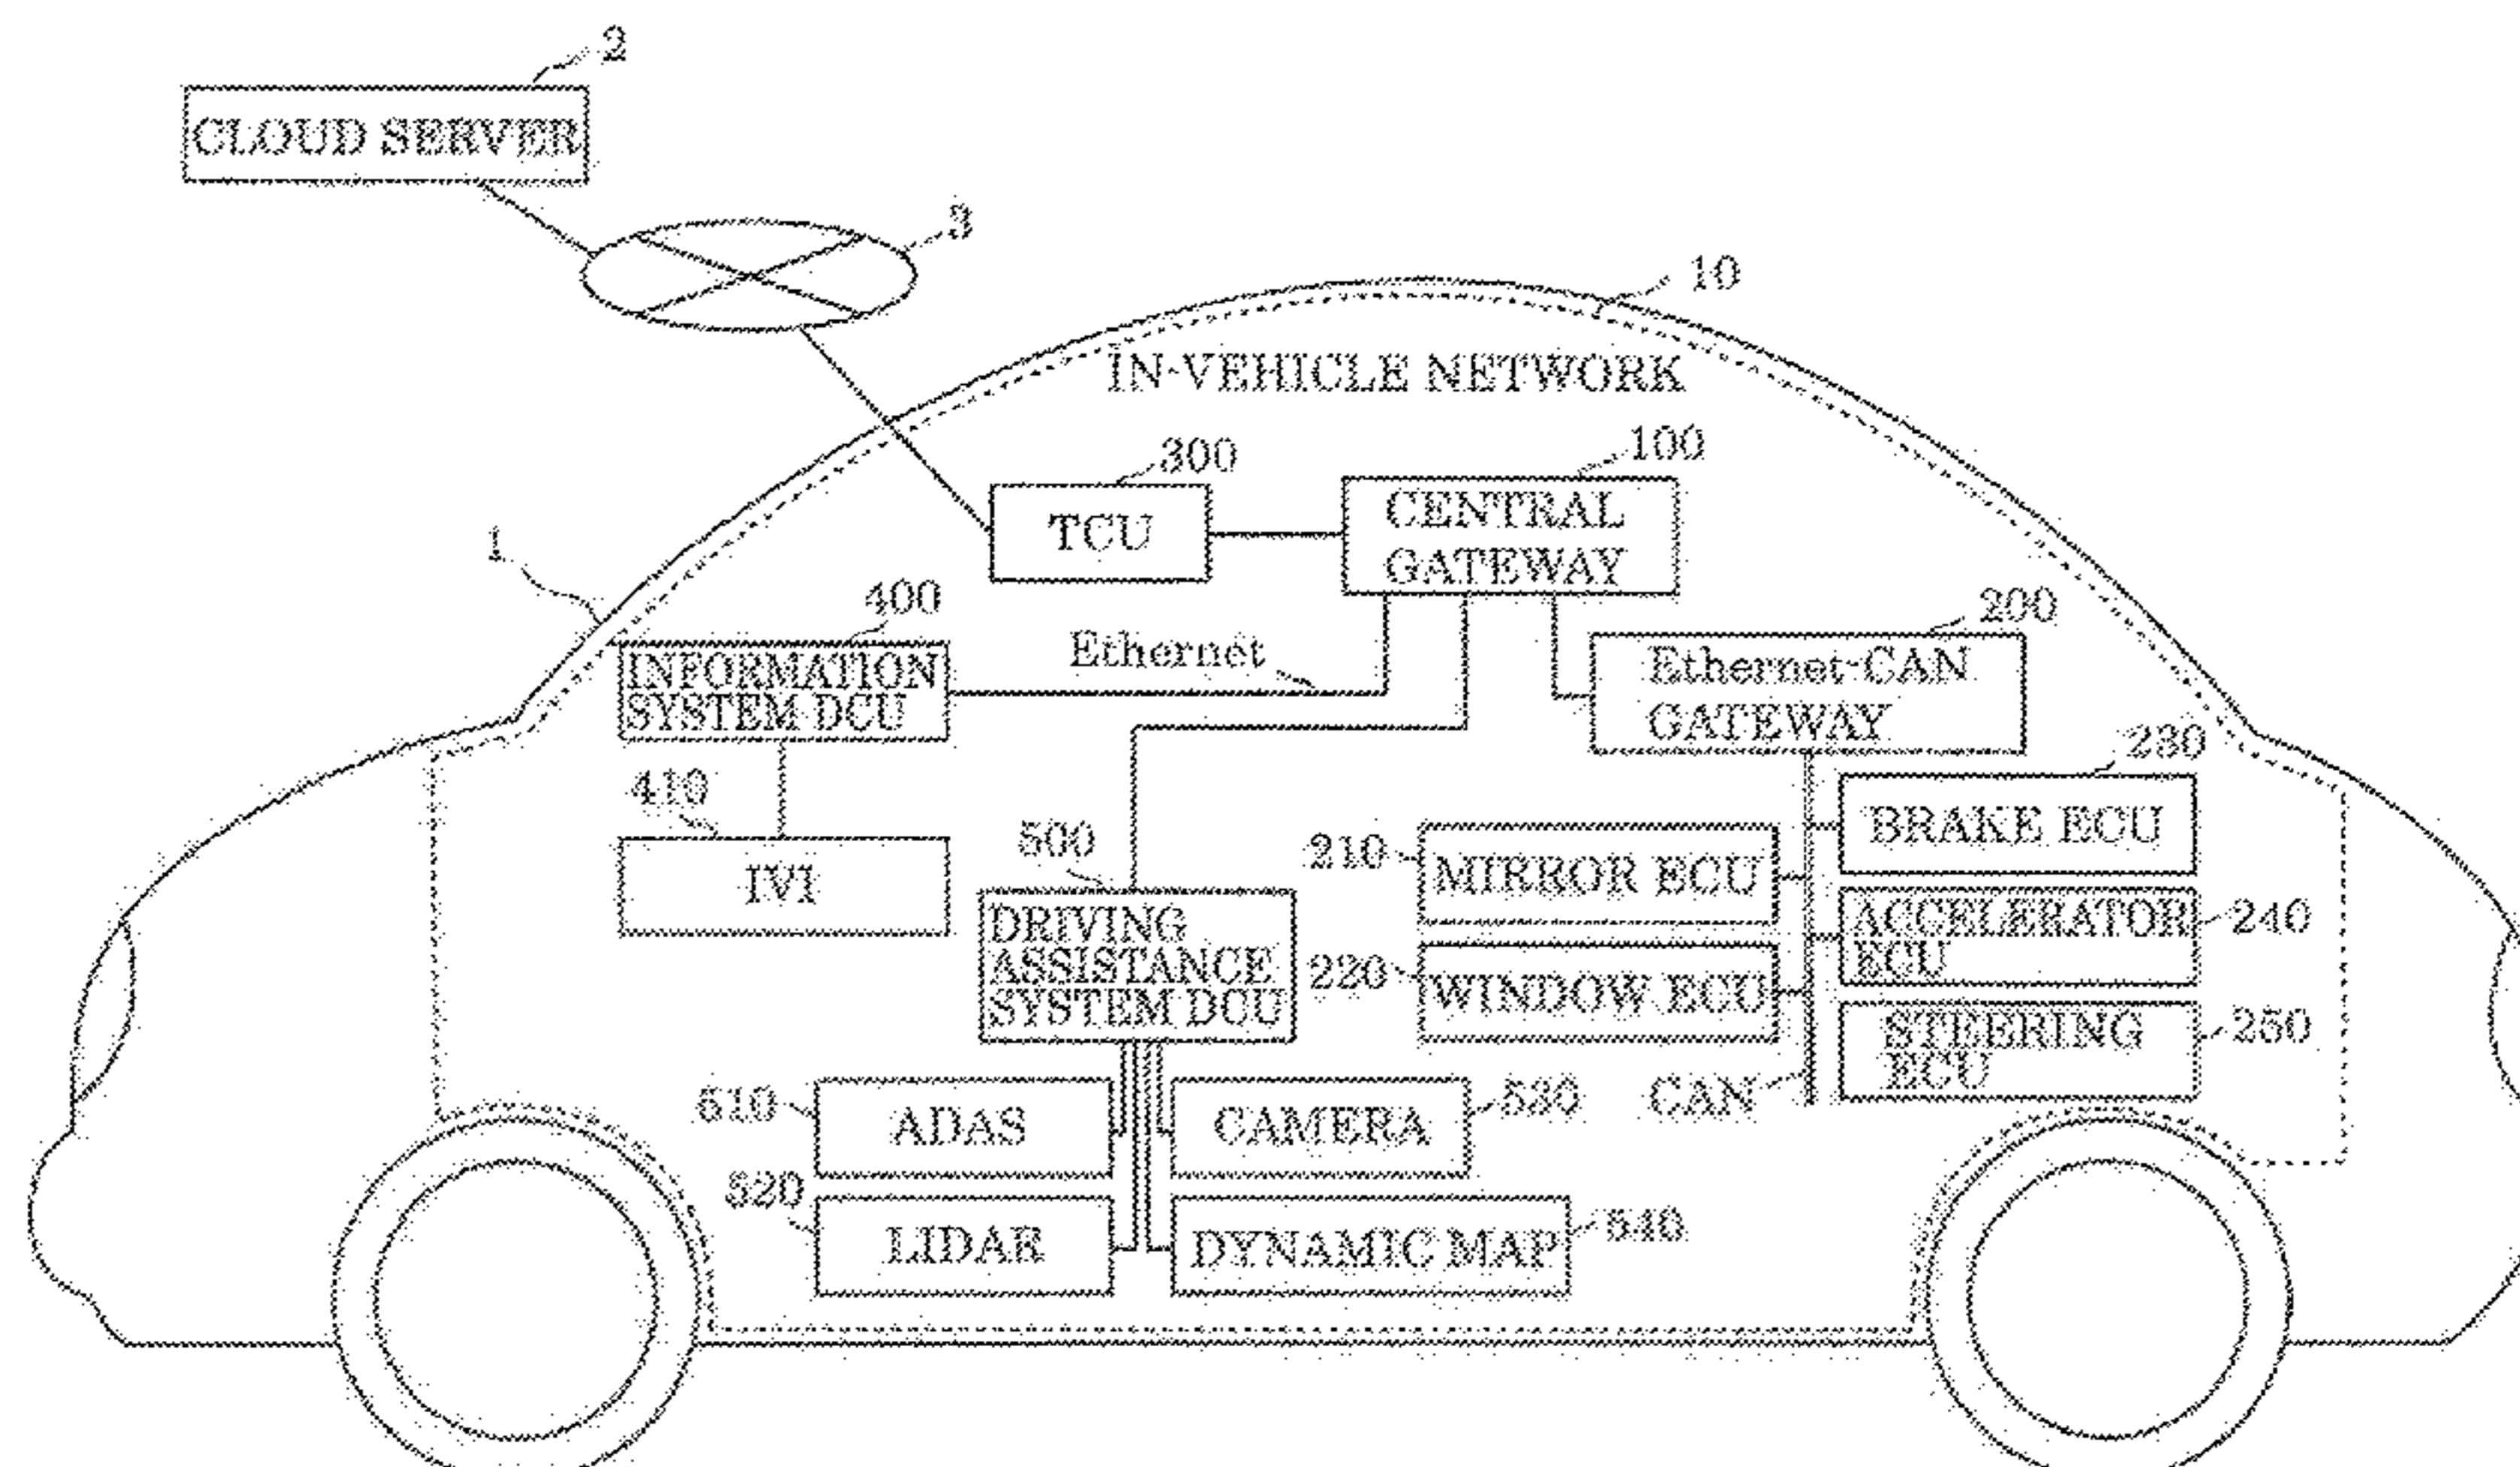 2
CLOUD SERVER
3
10
IN-VEHICLE NETWORK
100
300
CENTRAL
GATEWAY
TCU
1
400
200
Ethernet
INFORMATION
SYSTEM DCU
Ethernet-CAN
GATEWAY
230
410
BRAKE ECU
500
210
IVI
MIRROR ECU
DRIVING
ASSISTANCE
SYSTEM DCU
ACCELERATOR
ECU
240
220
WINDOW ECU
STEERING
ECU
250
CAN
510
ADAS
CAMERA
530
520
LIDAR
DYNAMIC MAP
540